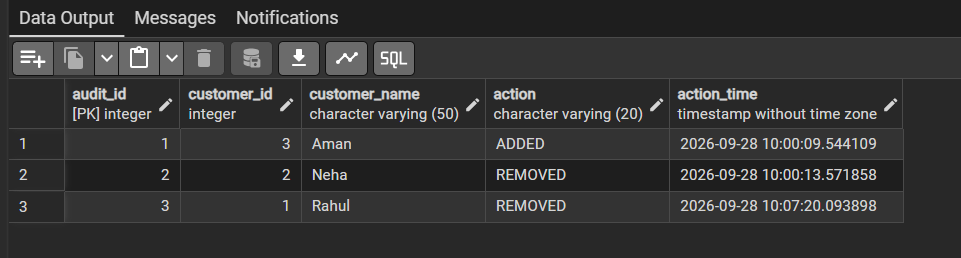 Data Output Messages Notifications
SQL
audit_id customer_id customer_name action action_time
[PK] integer integer character varying (50) character varying (20) timestamp without time zone
1 1 3 Aman ADDED 2026-09-28 10:00:09.544109
2 2 2 Neha REMOVED 2026-09-28 10:00:13.571858
3 3 1 Rahul REMOVED 2026-09-28 10:07:20.093898